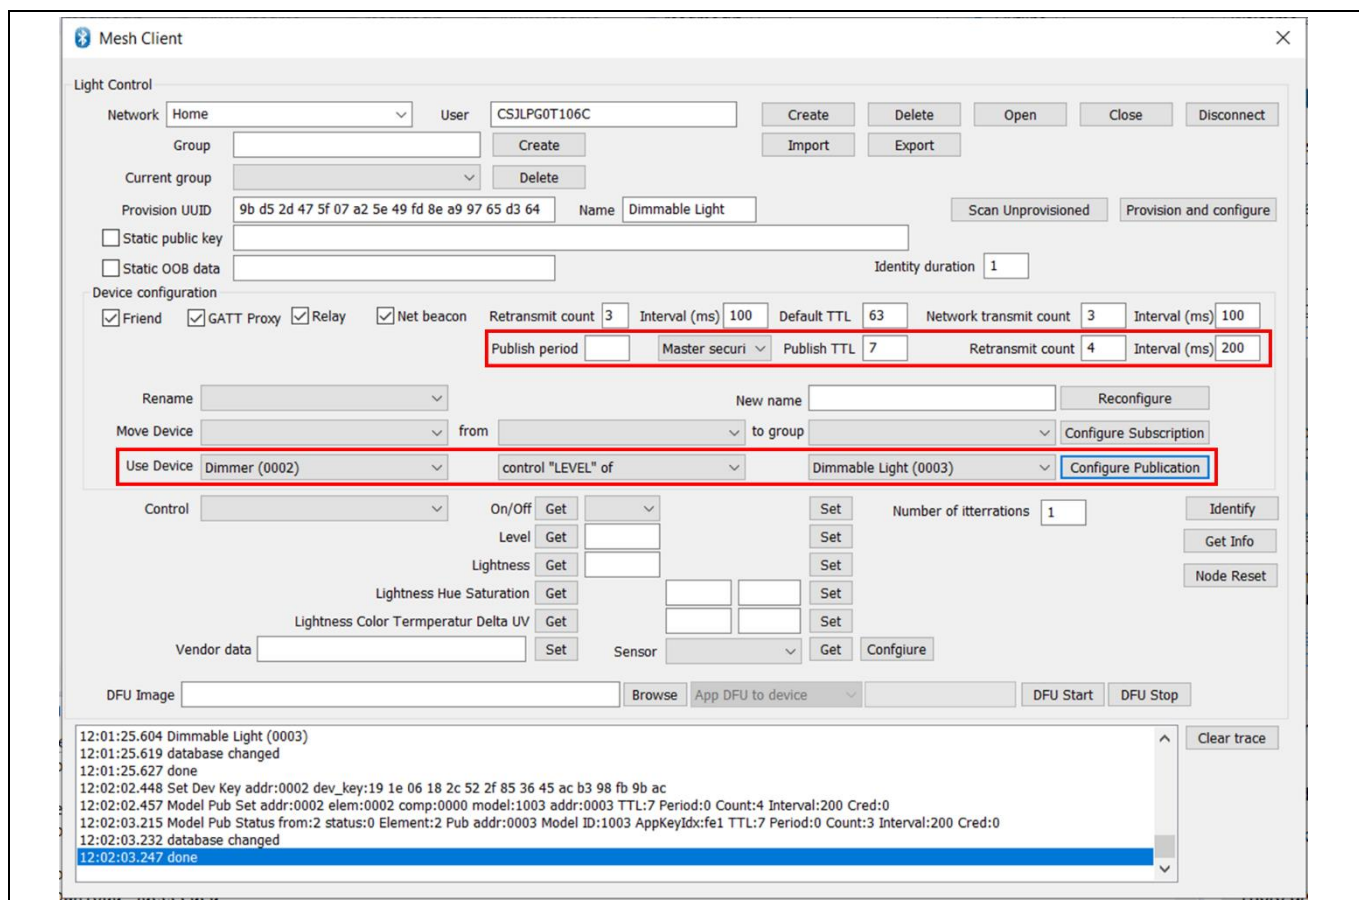 Mesh Client
Light Control
Network Home User CSJLPG0T106C Create Delete Open Close Disconnect
Group Create Import Export
Current group Delete
Provision UUID 9b d5 2d 47 5f 07 a2 5e 49 fd 8e a9 97 65 d3 64 Name Dimmable Light Scan Unprovisioned Provision and configure
Static public key
Static OOB data Identity duration 1
Device configuration
Friend GATT Proxy Relay Net beacon Retransmit count 3 Interval (ms) 100 Default TTL 63 Network transmit count 3 Interval (ms) 100
Publish period Master securi Publish TTL 7 Retransmit count 4 Interval (ms) 200
Rename New name Reconfigure
Move Device from to group Configure Subscription
Use Device Dimmer (0002) control "LEVEL" of Dimmable Light (0003) Configure Publication
Control On/Off Get Set Number of itterrations 1 Identify
Level Get Set Get Info
Lightness Get Set
Node Reset
Lightness Hue Saturation Get Set
Lightness Color Termperatur Delta UV Get Set
Vendor data Set Sensor Get Confgiure
DFU Image Browse App DFU to device DFU Start DFU Stop
12:01:25.604 Dimmable Light (0003) Clear trace
12:01:25.619 database changed
12:01:25.627 done
12:02:02.448 Set Dev Key addr:0002 dev_key:19 1e 06 18 2c 52 2f 85 36 45 ac b3 98 fb 9b ac
12:02:02.457 Model Pub Set addr:0002 elem:0002 comp:0000 model:1003 addr:0003 TTL:7 Period:0 Count:4 Interval:200 Cred:0
12:02:03.215 Model Pub Status from:2 status:0 Element:2 Pub addr:0003 Model ID:1003 AppKeyIdx:fe1 TTL:7 Period:0 Count:3 Interval:200 Cred:0
12:02:03.232 database changed
12:02:03.247 done